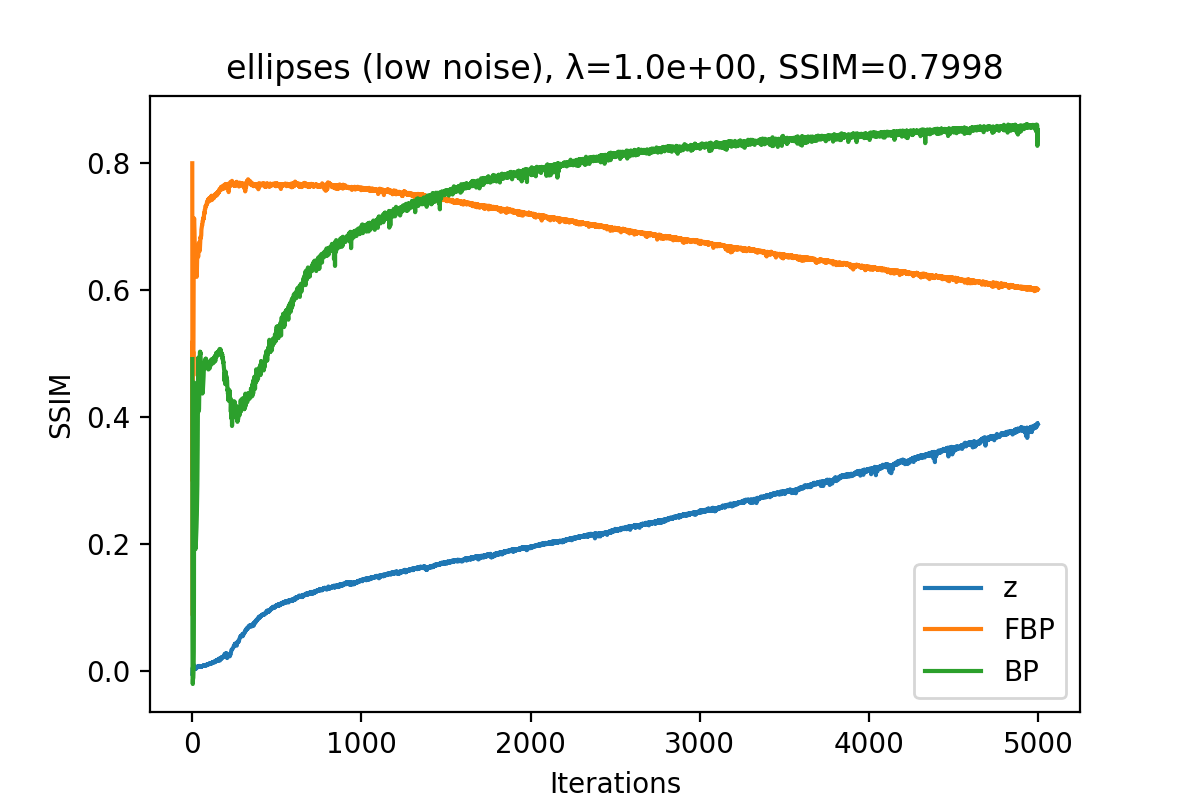 ellipses (low noise), λ=1.0e+00, SSIM=0.7998
SSIM
0.8
0.6
0.4
0.2
0.0
z
FBP
BP
0 1000 2000 3000 4000 5000
Iterations